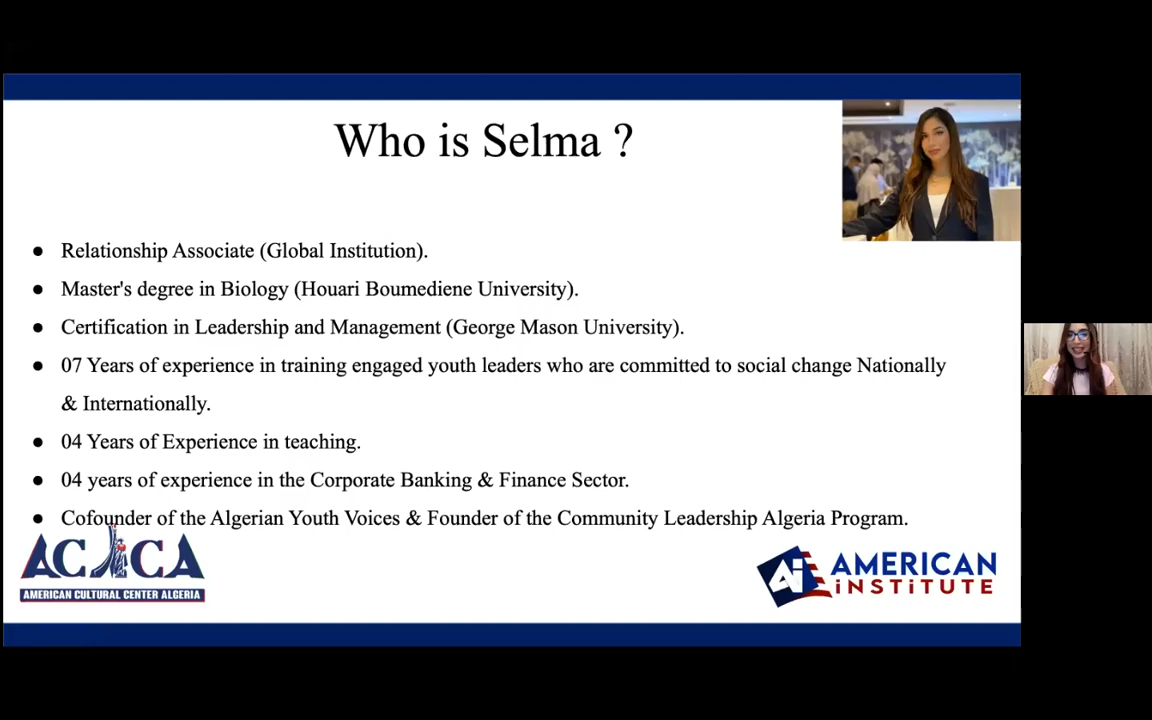 Who is Selma ?
● Relationship Associate (Global Institution).
● Master's degree in Biology (Houari Boumediene University).
● Certification in Leadership and Management (George Mason University).
● 07 Years of experience in training engaged youth leaders who are committed to social change Nationally
& Internationally.
● 04 Years of Experience in teaching.
● 04 years of experience in the Corporate Banking & Finance Sector.
● Cofounder of the Algerian Youth Voices & Founder of the Community Leadership Algeria Program.
ACCA
AMERICAN CULTURAL CENTER ALGERIA
Ai AMERICAN
iNSTiTUTE